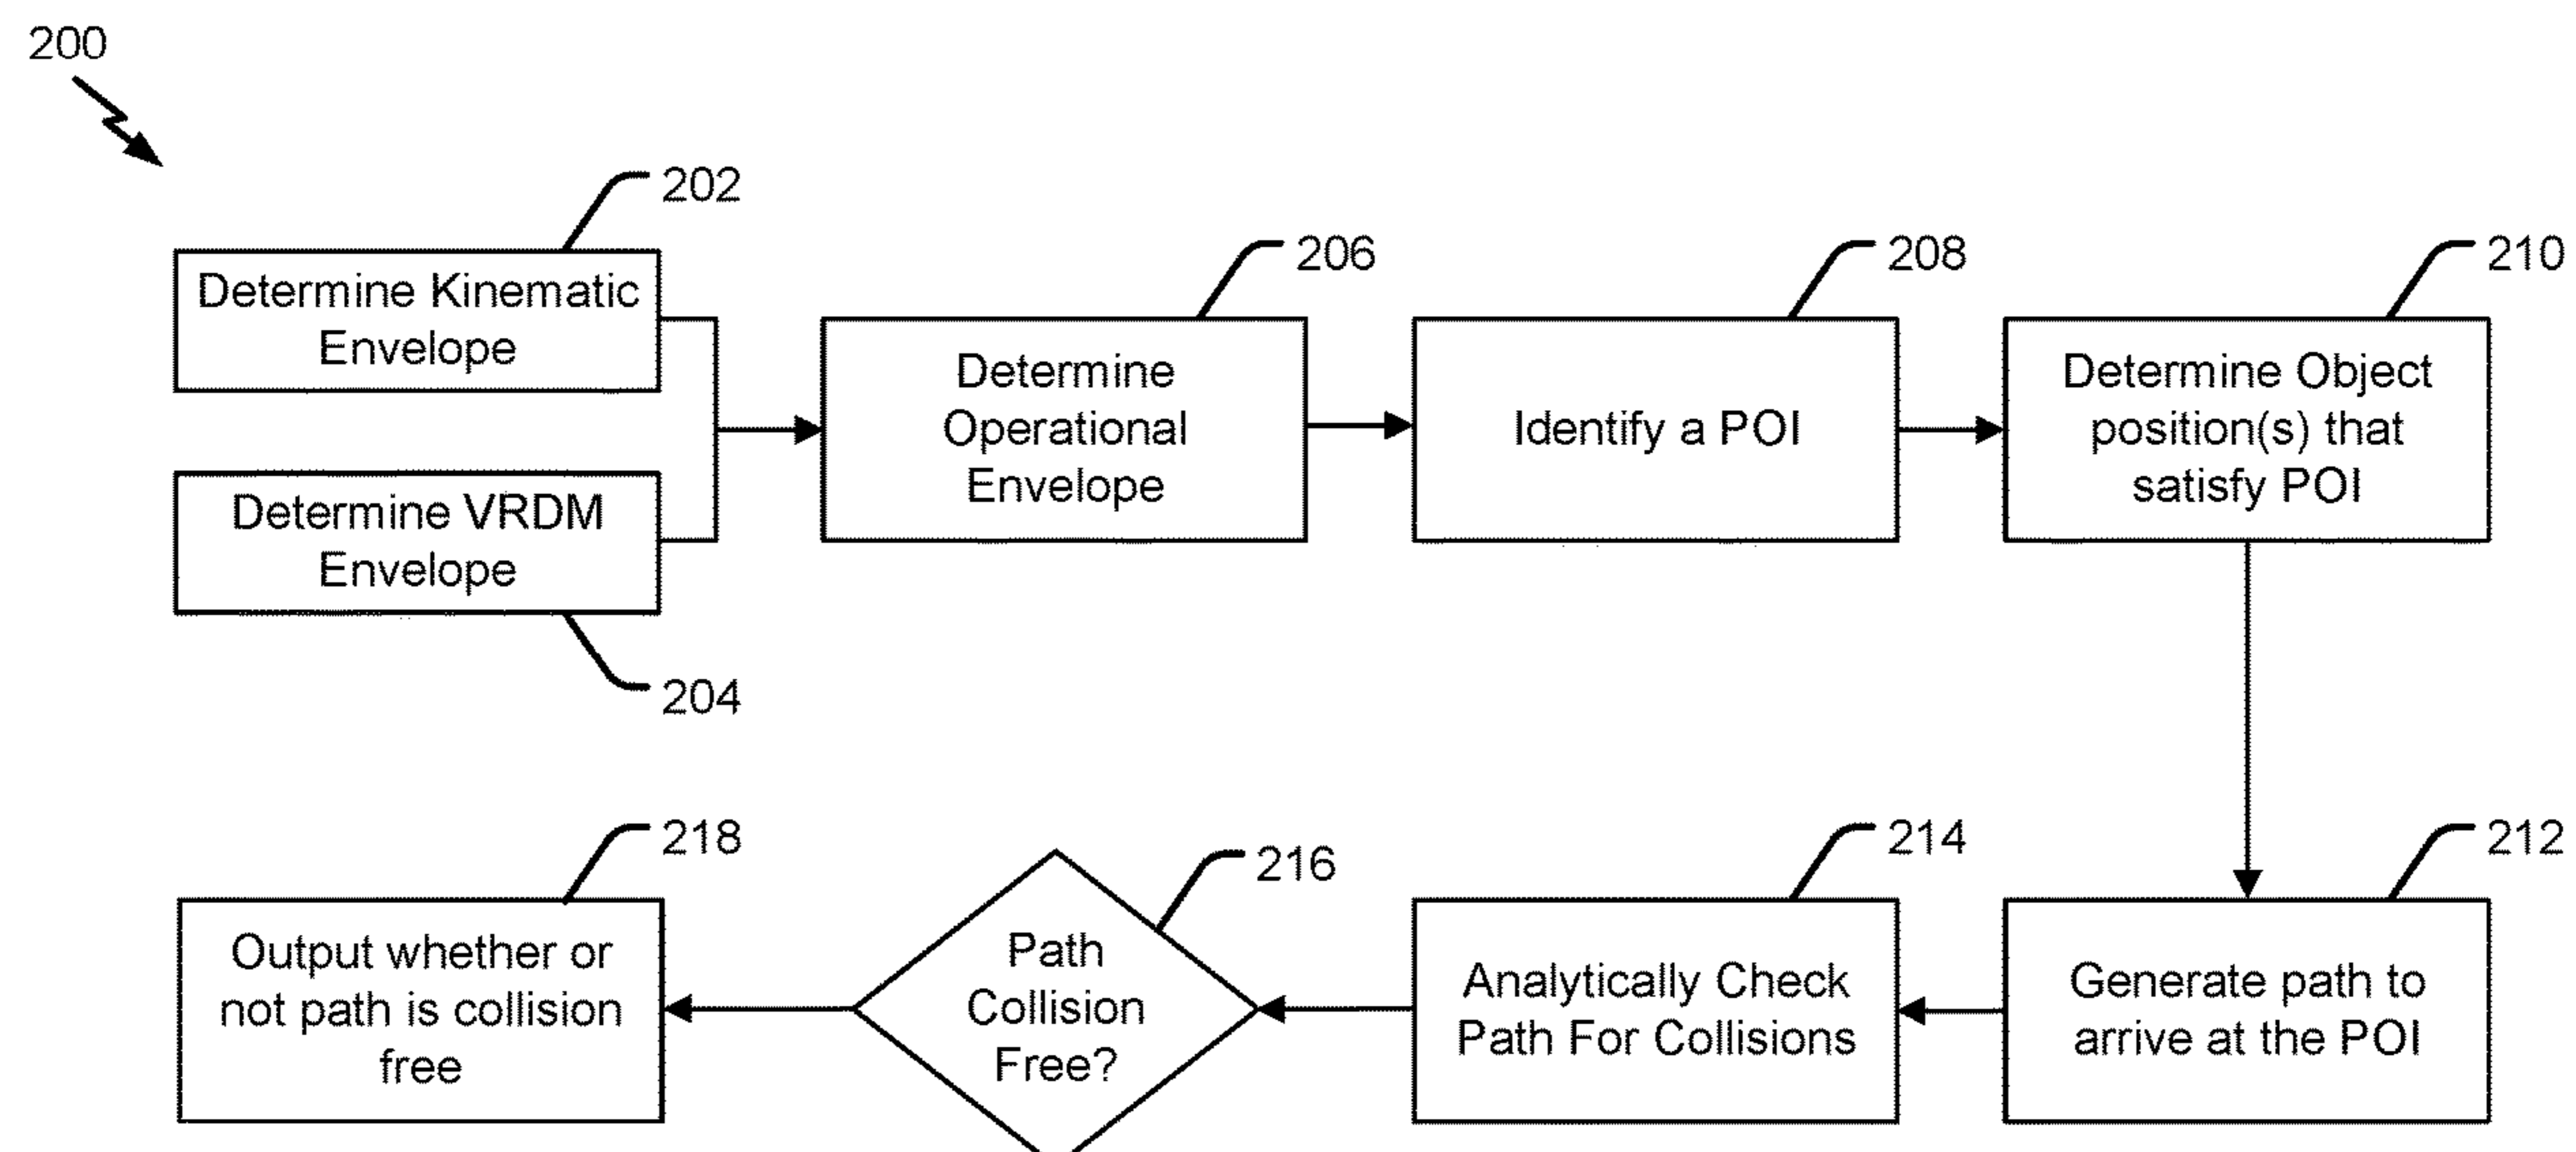 200
202
Determine Kinematic
Envelope
Determine VRDM
Envelope
204
206
Determine
Operational
Envelope
208
Identify a POI
210
Determine Object
position(s) that
satisfy POI
212
Generate path to
arrive at the POI
214
Analytically Check
Path For Collisions
216
Path
Collision
Free?
218
Output whether or
not path is collision
free